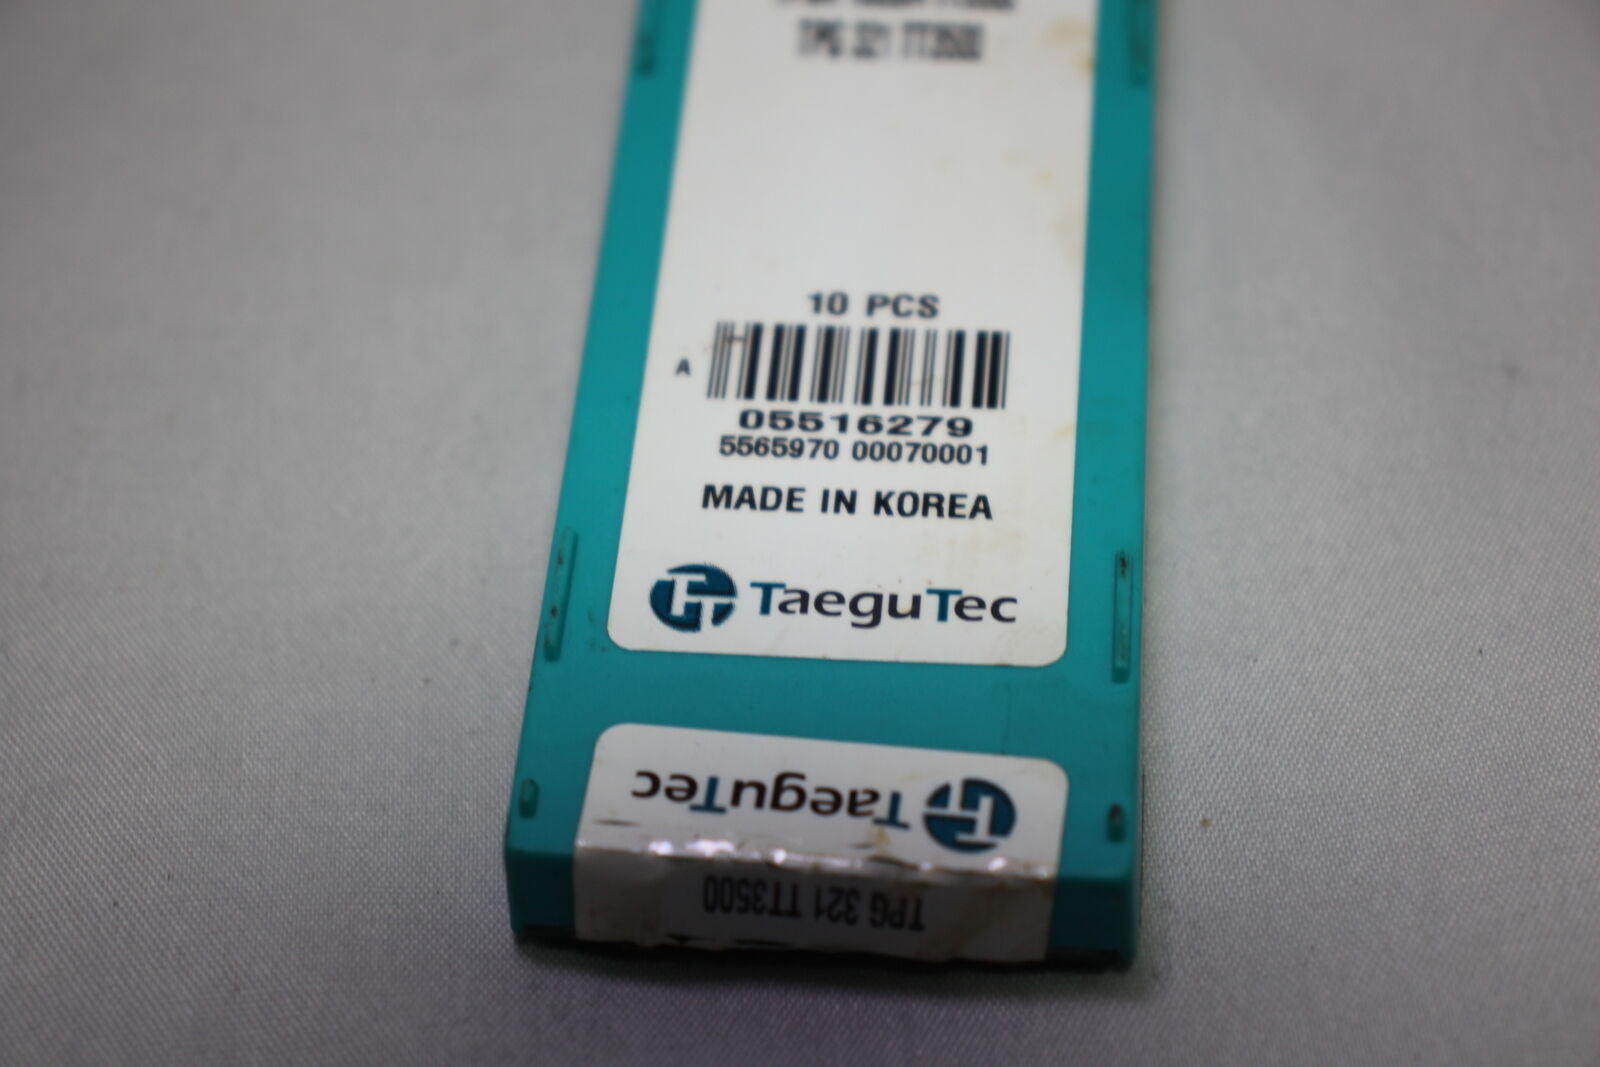 TPG 321 TT3500
10 PCS
A
05516279
5565970 00070001
MADE IN KOREA
TaeguTec
TaeguTec
TPG 321 TT3500